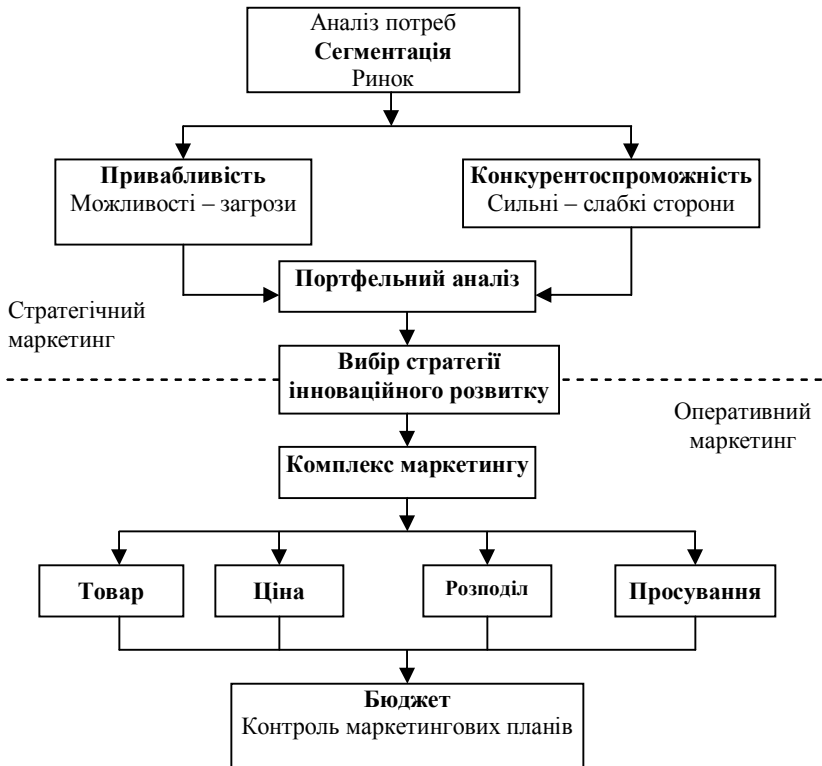 Аналіз потреб
Сегментація
Ринок
Привабливість
Можливості – загрози
Конкурентоспроможність
Сильні – слабкі сторони
Портфельний аналіз
Стратегічний
маркетинг
Вибір стратегії
інноваційного розвитку
Оперативний
маркетинг
Комплекс маркетингу
Товар
Ціна
Розподіл
Просування
Бюджет
Контроль маркетингових планів